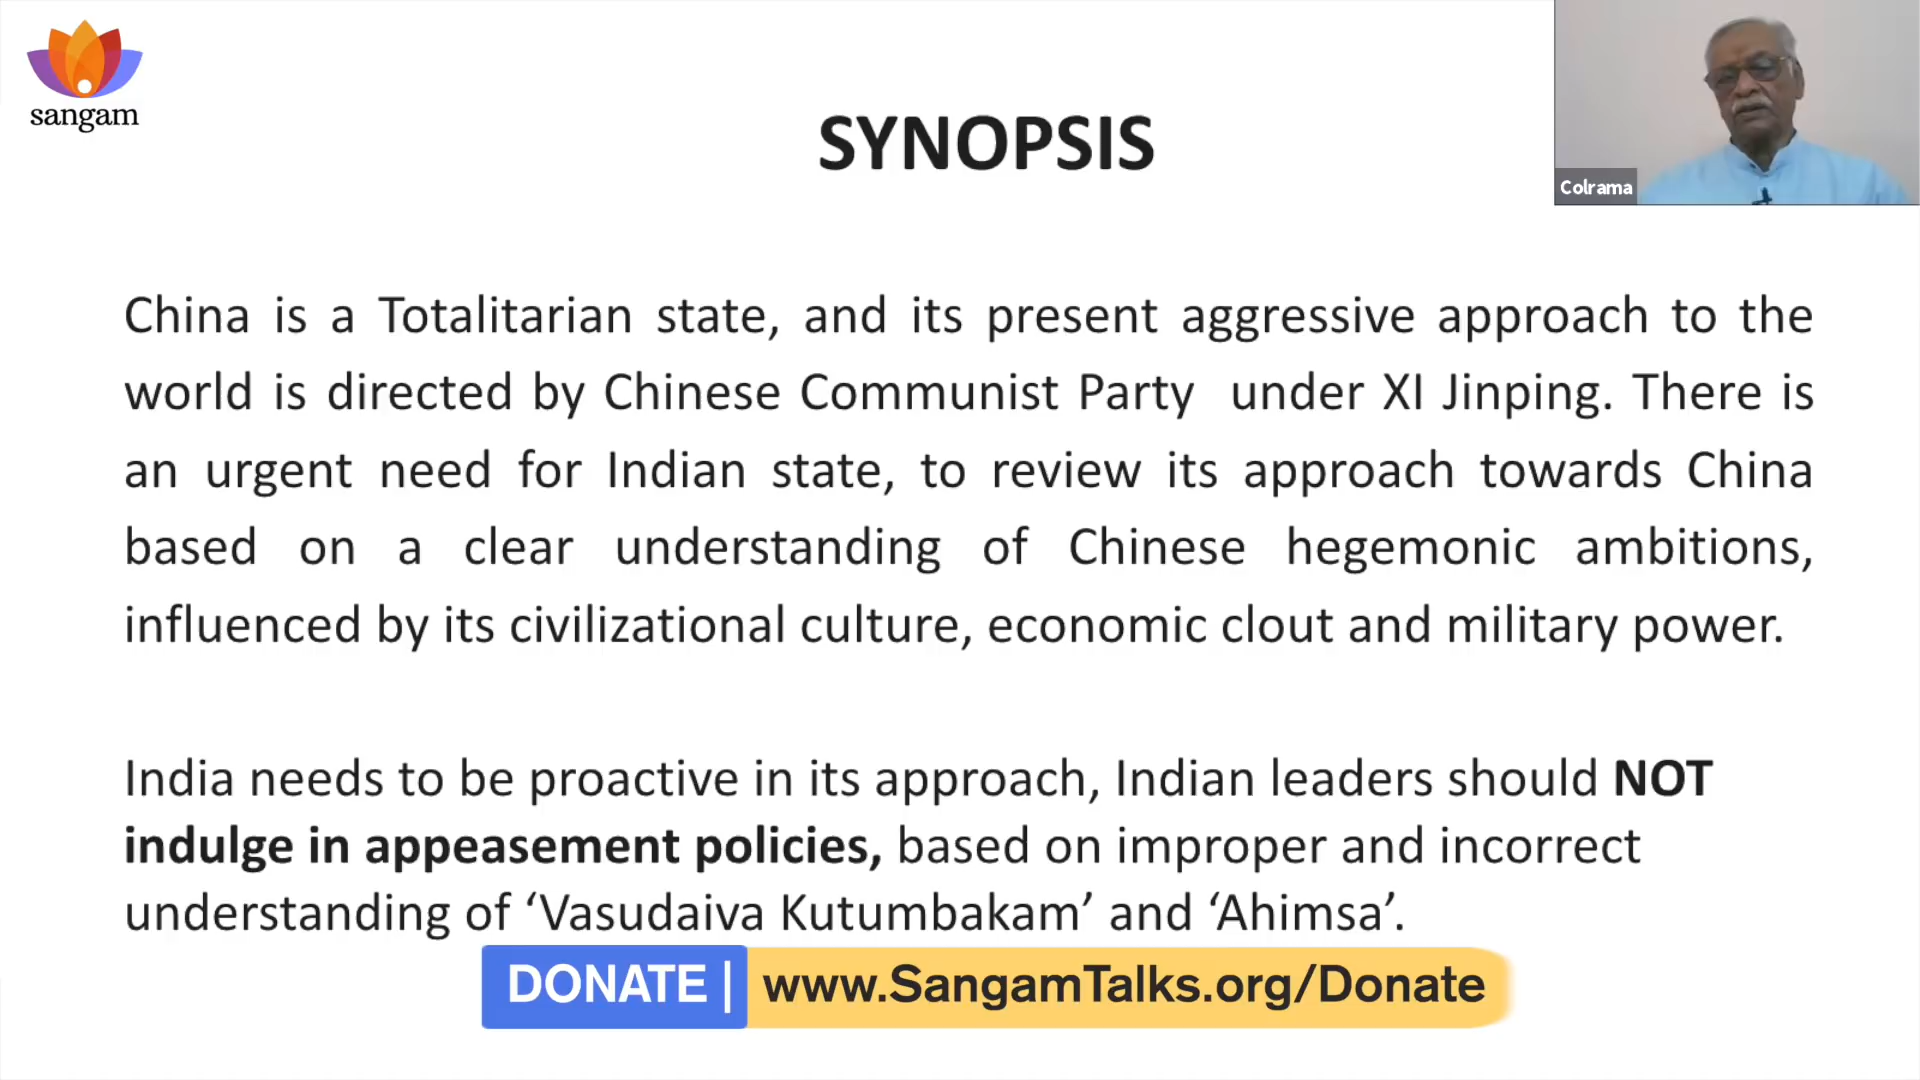 sangam
SYNOPSIS
Colrama
China is a Totalitarian state, and its present aggressive approach to the
world is directed by Chinese Communist Party under XI Jinping. There is
an urgent need for Indian state, to review its approach towards China
based on a clear understanding of Chinese hegemonic ambitions,
influenced by its civilizational culture, economic clout and military power.
India needs to be proactive in its approach, Indian leaders should NOT
indulge in appeasement policies, based on improper and incorrect
understanding of ‘Vasudaiva Kutumbakam’ and ‘Ahimsa’.
DONATE | www.SangamTalks.org/Donate